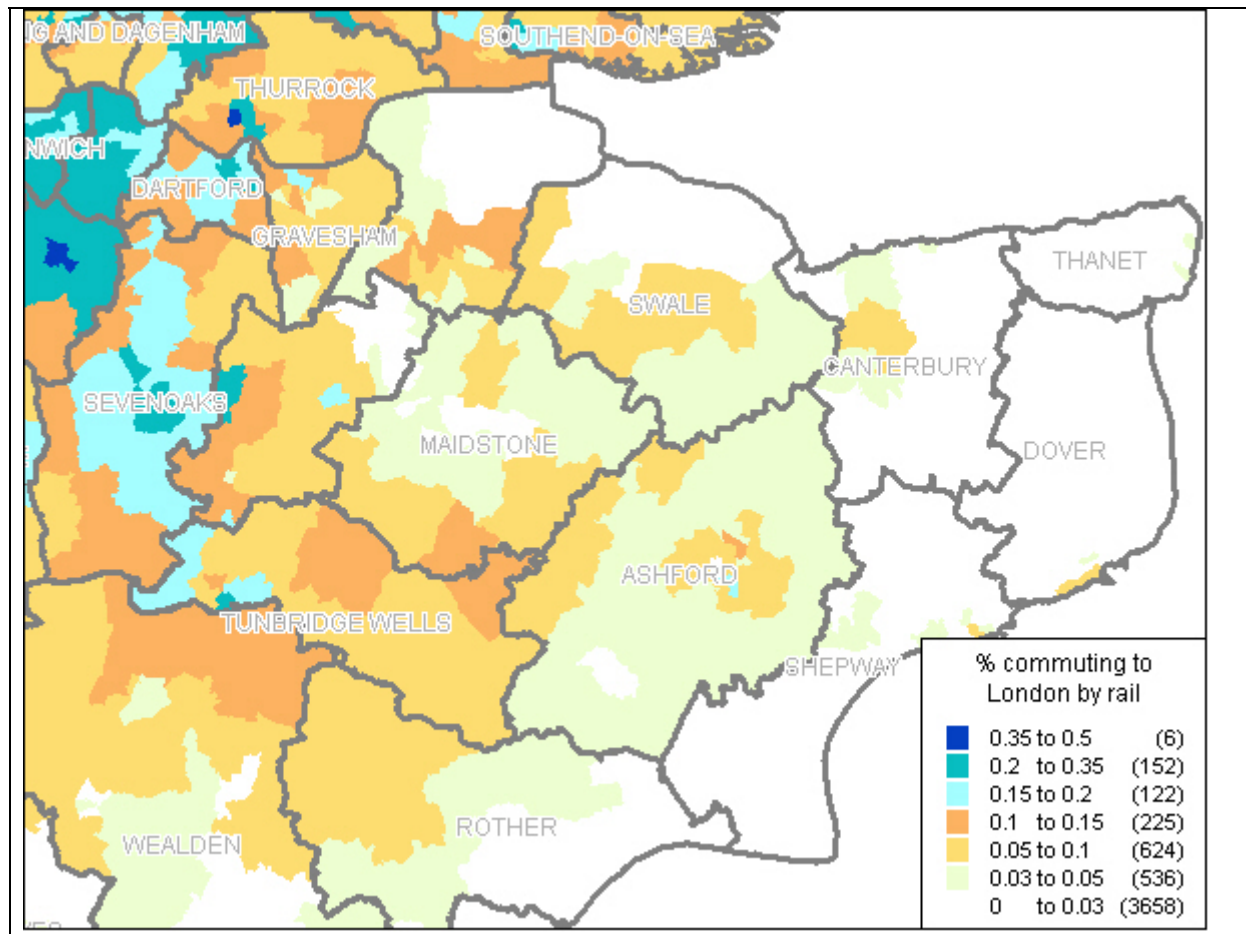 NG AND DAGENHAM
SOUTHEND-ON-SEA
THURROCK
NWICH
DARTFORD
GRAVESHAM
THANET
SWALE
CANTERBURY
SEVENOAKS
MAIDSTONE
DOVER
ASHFORD
TUNBRIDGE WELLS
SHEPWAY
ROTHER
WEALDEN
% commuting to
London by rail
0.35 to 0.5 (6)
0.2 to 0.35 (152)
0.15 to 0.2 (122)
0.1 to 0.15 (225)
0.05 to 0.1 (624)
0.03 to 0.05 (536)
0 to 0.03 (3658)